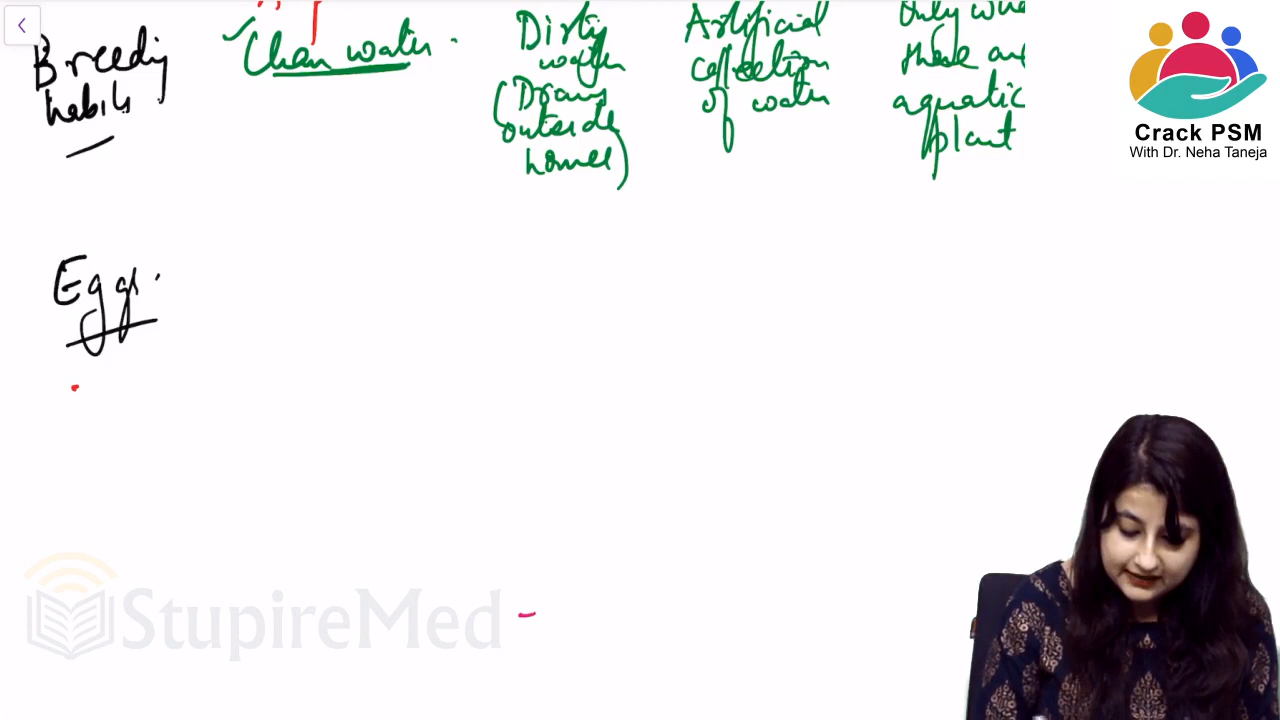 Breeding
habits
Clean water.
Dirty
water
(Drains
outside
homes)
Artificial
collection
of water
Only
there are
aquatic
plant
Eggs.
Crack PSM
With Dr. Neha Taneja
StupireMed